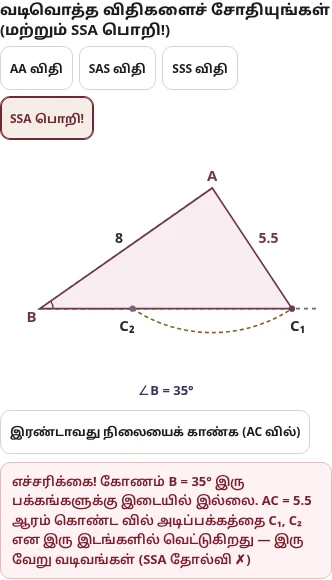 வடிவொத்த விதிகளைச் சோதியுங்கள்
(மற்றும் SSA பொறி!)
AA விதி
SAS விதி
SSS விதி
SSA பொறி!
A
8
5.5
B
C₂
C₁
∠B = 35°
இரண்டாவது நிலையைக் காண்க (AC வில்)
எச்சரிக்கை! கோணம் B = 35° இரு
பக்கங்களுக்கு இடையில் இல்லை. AC = 5.5
ஆரம் கொண்ட வில் அடிப்பக்கத்தை C₁, C₂
என இரு இடங்களில் வெட்டுகிறது — இரு
வேறு வடிவங்கள் (SSA தோல்வி ✗)